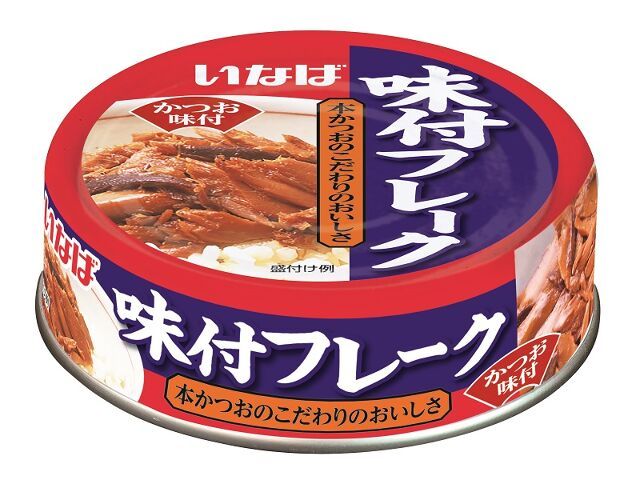 いなば
かつお
味付
本かつおのこだわりのおいしさ
味付フレーク
盛付け例
いなば
味付フレーク
本かつおのこだわりのおいしさ
かつお
味付